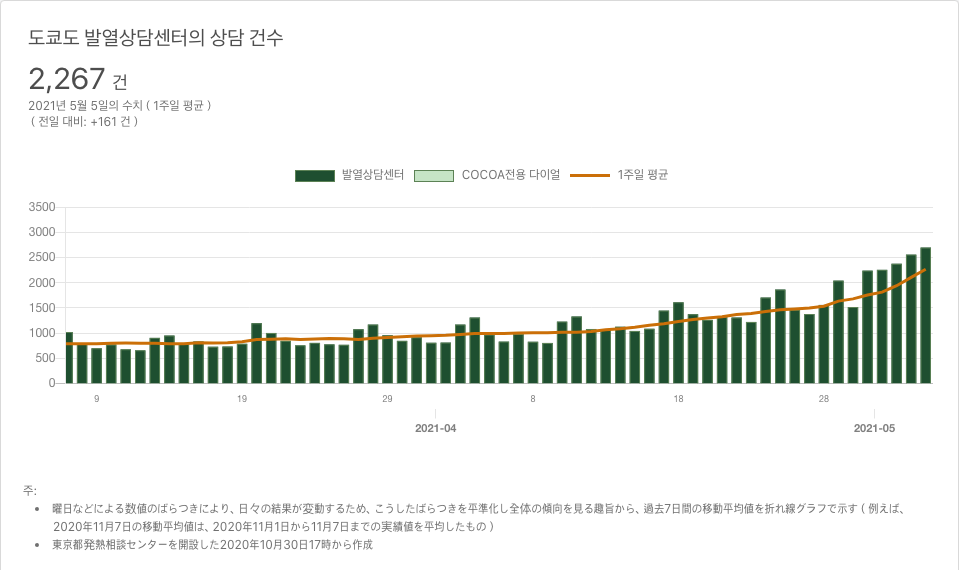 도쿄도 발열상담센터의 상담 건수
2,267 건
2021년 5월 5일의 수치 ( 1주일 평균 )
( 전일 대비: +161 건 )
발열상담센터 COCOA전용 다이얼 1주일 평균
3500
3000
2500
2000
1500
1000
500
0
9 19 29 8 18 28
2021-04 2021-05
주:
• 曜日などによる数値のばらつきにより、日々の結果が変動するため、こうしたばらつきを平準化し全体の傾向を見る趣旨から、過去7日間の移動平均値を折れ線グラフで示す ( 例えば、
2020年11月7日の移動平均値は、2020年11月1日から11月7日までの実績値を平均したもの )
• 東京都発熱相談センターを開設した2020年10月30日17時から作成